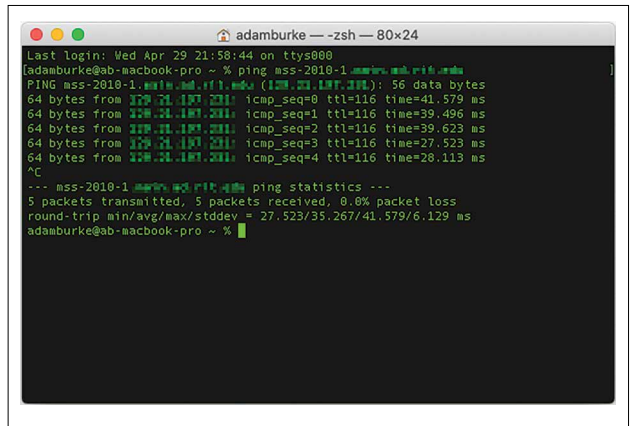 adamburke — -zsh — 80×24
Last login: Wed Apr 29 21:58:44 on ttys000
[adamburke@ab-macbook-pro ~ % ping mss-2010-1. ]
PING mss-2010-1. ( ): 56 data bytes
64 bytes from icmp_seq=0 ttl=116 time=41.579 ms
64 bytes from icmp_seq=1 ttl=116 time=39.496 ms
64 bytes from icmp_seq=2 ttl=116 time=39.623 ms
64 bytes from icmp_seq=3 ttl=116 time=27.523 ms
64 bytes from icmp_seq=4 ttl=116 time=28.113 ms
^C
--- mss-2010-1 ping statistics ---
5 packets transmitted, 5 packets received, 0.0% packet loss
round-trip min/avg/max/stddev = 27.523/35.267/41.579/6.129 ms
adamburke@ab-macbook-pro ~ %